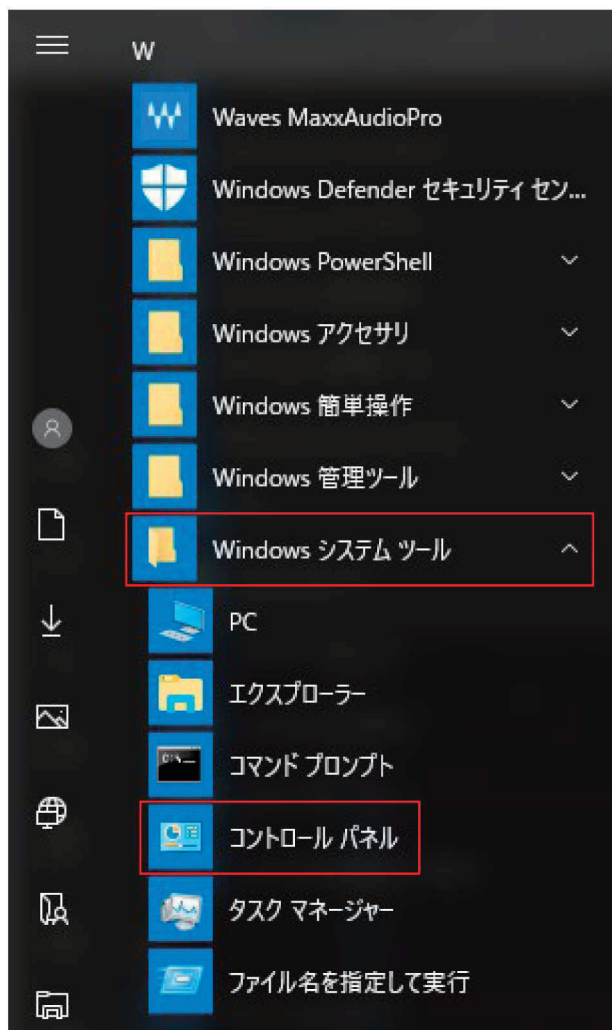 W
Waves MaxxAudioPro
Windows Defender セキュリティ セン...
Windows PowerShell
Windows アクセサリ
Windows 簡単操作
Windows 管理ツール
Windows システム ツール
PC
エクスプローラー
コマンド プロンプト
コントロール パネル
タスク マネージャー
ファイル名を指定して実行